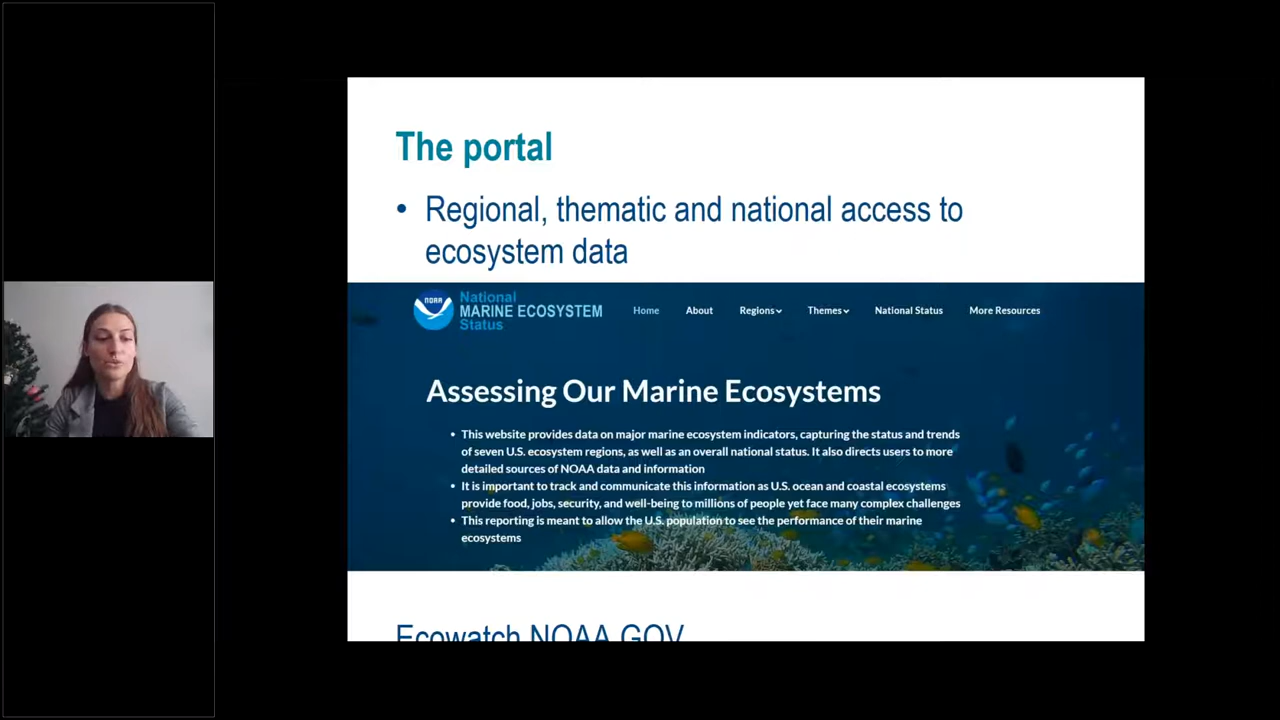 The portal
• Regional, thematic and national access to
ecosystem data
NOAA
National
MARINE ECOSYSTEM
Status
Home About Regions Themes National Status More Resources
Assessing Our Marine Ecosystems
• This website provides data on major marine ecosystem indicators, capturing the status and trends
of seven U.S. ecosystem regions, as well as an overall national status. It also directs users to more
detailed sources of NOAA data and information
• It is important to track and communicate this information as U.S. ocean and coastal ecosystems
provide food, jobs, security, and well-being to millions of people yet face many complex challenges
• This reporting is meant to allow the U.S. population to see the performance of their marine
ecosystems
Ecowatch NOAA GOV